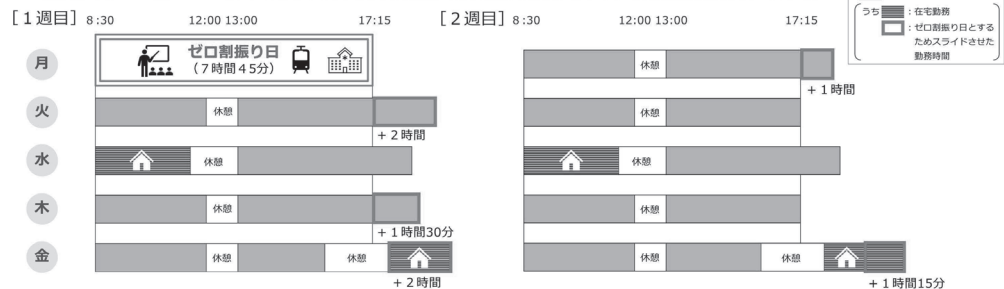 [1週目] 8:30 12:00 13:00 17:15
月
ゼロ割振り日
(7時間45分)
火
休憩
+2時間
水
休憩
木
休憩
+1時間30分
金
休憩
休憩
+2時間
[2週目] 8:30 12:00 13:00 17:15
うち :在宅勤務
:ゼロ割振り日とする
ためスライドさせた
勤務時間
休憩
+1時間
休憩
休憩
休憩
休憩
休憩
+1時間15分